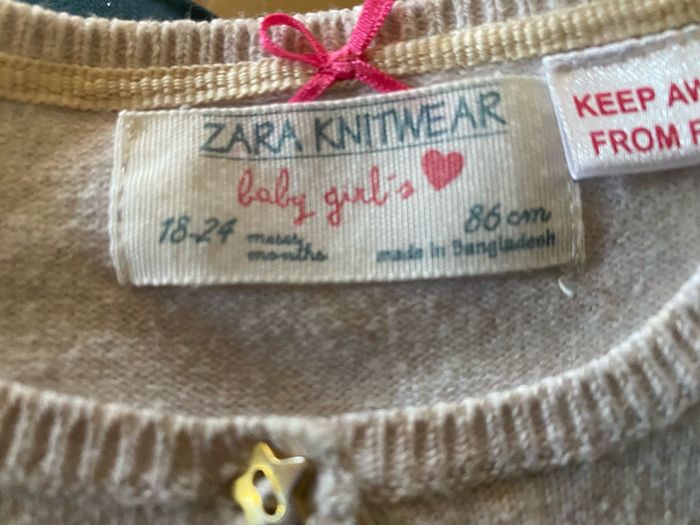 ZARA KNITWEAR
baby girl's
18-24 meses months
86 cm
made in Bangladesh
KEEP AW
FROM F